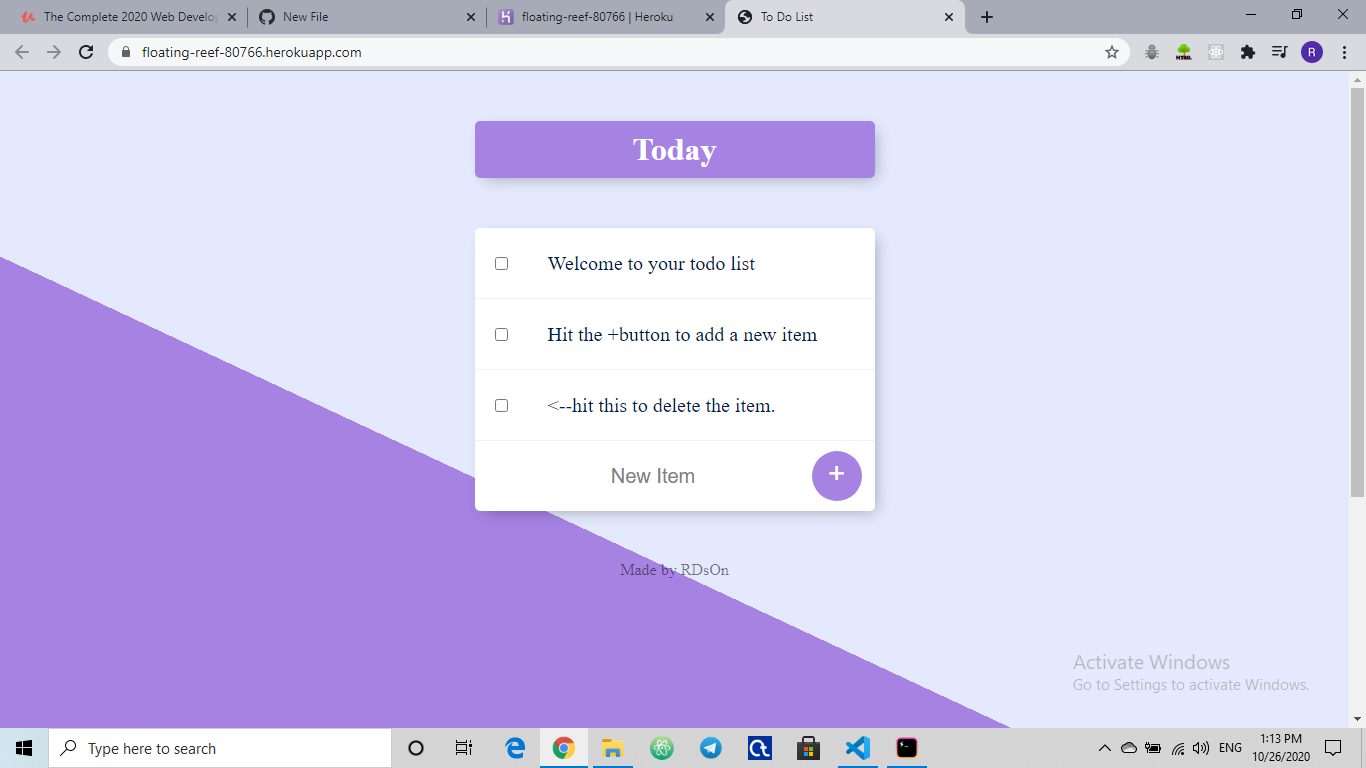 The Complete 2020 Web Develop
New File
floating-reef-80766 | Heroku
To Do List
floating-reef-80766.herokuapp.com
HTML
R
Today
Welcome to your todo list
Hit the +button to add a new item
<--hit this to delete the item.
New Item
+
Made by RDsOn
Activate Windows
Go to Settings to activate Windows.
Type here to search
ENG
1:13 PM
10/26/2020